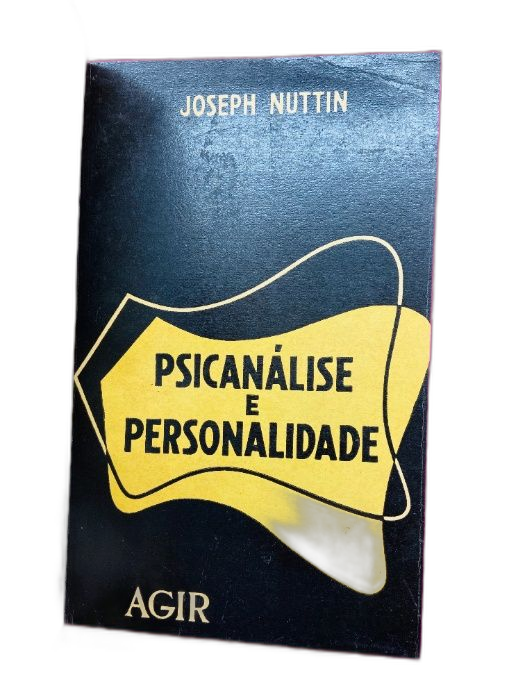 JOSEPH NUTTIN
PSICANÁLISE
E
PERSONALIDADE
AGIR